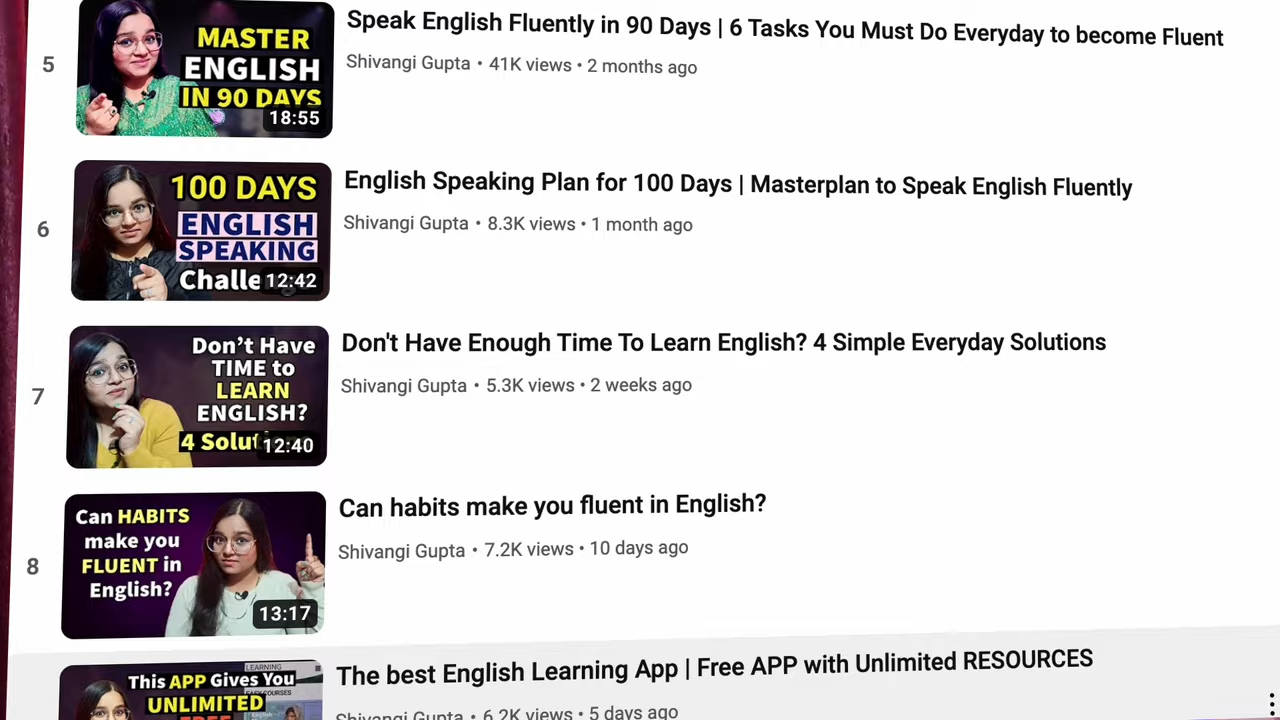 5
MASTER
ENGLISH
IN 90 DAYS
18:55
Speak English Fluently in 90 Days | 6 Tasks You Must Do Everyday to become Fluent
Shivangi Gupta • 41K views • 2 months ago
6
100 DAYS
ENGLISH
SPEAKING
Challe
12:42
English Speaking Plan for 100 Days | Masterplan to Speak English Fluently
Shivangi Gupta • 8.3K views • 1 month ago
7
Don't Have
TIME to
LEARN
ENGLISH?
4 Solut
12:40
Don't Have Enough Time To Learn English? 4 Simple Everyday Solutions
Shivangi Gupta • 5.3K views • 2 weeks ago
8
Can HABITS
make you
FLUENT in
English?
13:17
Can habits make you fluent in English?
Shivangi Gupta • 7.2K views • 10 days ago
This APP Gives You
UNLIMITED
FREE
LEARNING
COURSES
The best English Learning App | Free APP with Unlimited RESOURCES
Shivangi Gupta • 6.2K views • 5 days ago